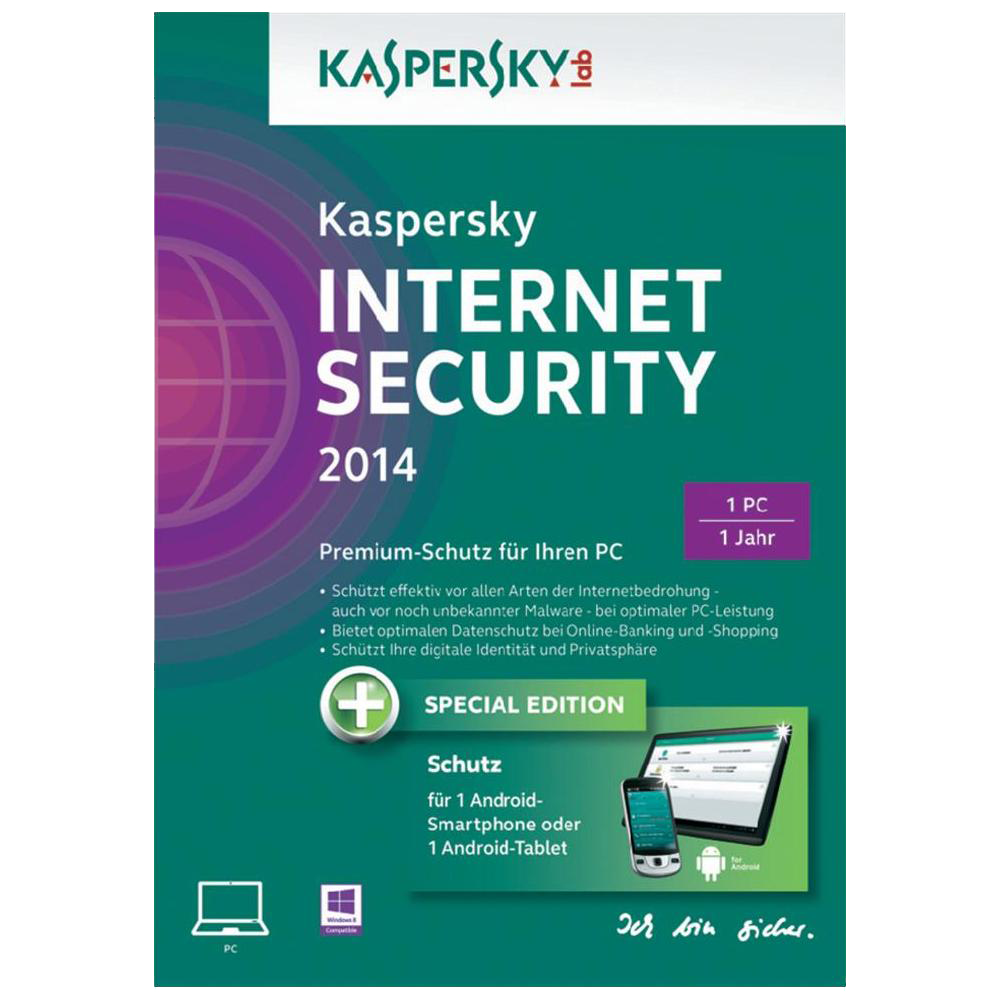 KASPERSKY lab
Kaspersky
INTERNET
SECURITY
2014
1 PC
1 Jahr
Premium-Schutz für Ihren PC
• Schützt effektiv vor allen Arten der Internetbedrohung -
auch vor noch unbekannter Malware - bei optimaler PC-Leistung
• Bietet optimalen Datenschutz bei Online-Banking und -Shopping
• Schützt Ihre digitale Identität und Privatsphäre
SPECIAL EDITION
Schutz
für 1 Android-
Smartphone oder
1 Android-Tablet
for
Android
PC
Windows 8
Compatible
Ich bin sicher.